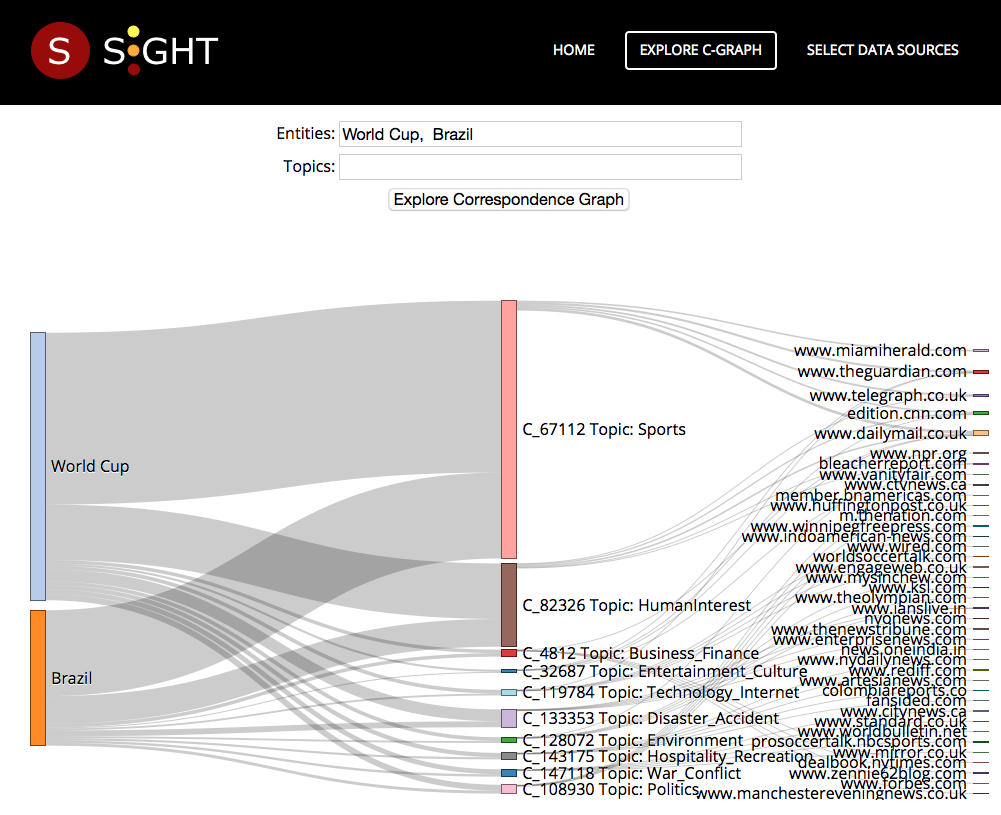 S SiGHT
HOME
EXPLORE C-GRAPH
SELECT DATA SOURCES
Entities: World Cup,  Brazil
Topics:
Explore Correspondence Graph
World Cup
Brazil
C_67112 Topic: Sports
C_82326 Topic: HumanInterest
C_4812 Topic: Business_Finance
C_32687 Topic: Entertainment_Culture
C_119784 Topic: Technology_Internet
C_133353 Topic: Disaster_Accident
C_128072 Topic: Environment
C_143175 Topic: Hospitality_Recreation
C_147118 Topic: War_Conflict
C_108930 Topic: Politics
www.miamiherald.com
www.theguardian.com
www.telegraph.co.uk
edition.cnn.com
www.dailymail.co.uk
www.npr.org
bleacherreport.com
www.vanityfair.com
www.ctvnews.ca
member.bnamericas.com
www.huffingtonpost.co.uk
m.thenation.com
www.winnipegfreepress.com
www.indoamerican-news.com
www.wired.com
worldsoccertalk.com
www.engageweb.co.uk
www.mysinchew.com
www.ksl.com
www.theolympian.com
www.ianslive.in
nyonews.com
www.thenewstribune.com
www.enterprisenews.com
news.oneindia.in
www.nydailynews.com
www.rediff.com
www.artesianews.com
colombiareports.co
fansided.com
www.citynews.ca
www.standard.co.uk
www.worldbulletin.net
prosoccertalk.nbcsports.com
www.mirror.co.uk
dealbook.nytimes.com
www.zennie62blog.com
www.forbes.com
www.manchestereveningnews.co.uk